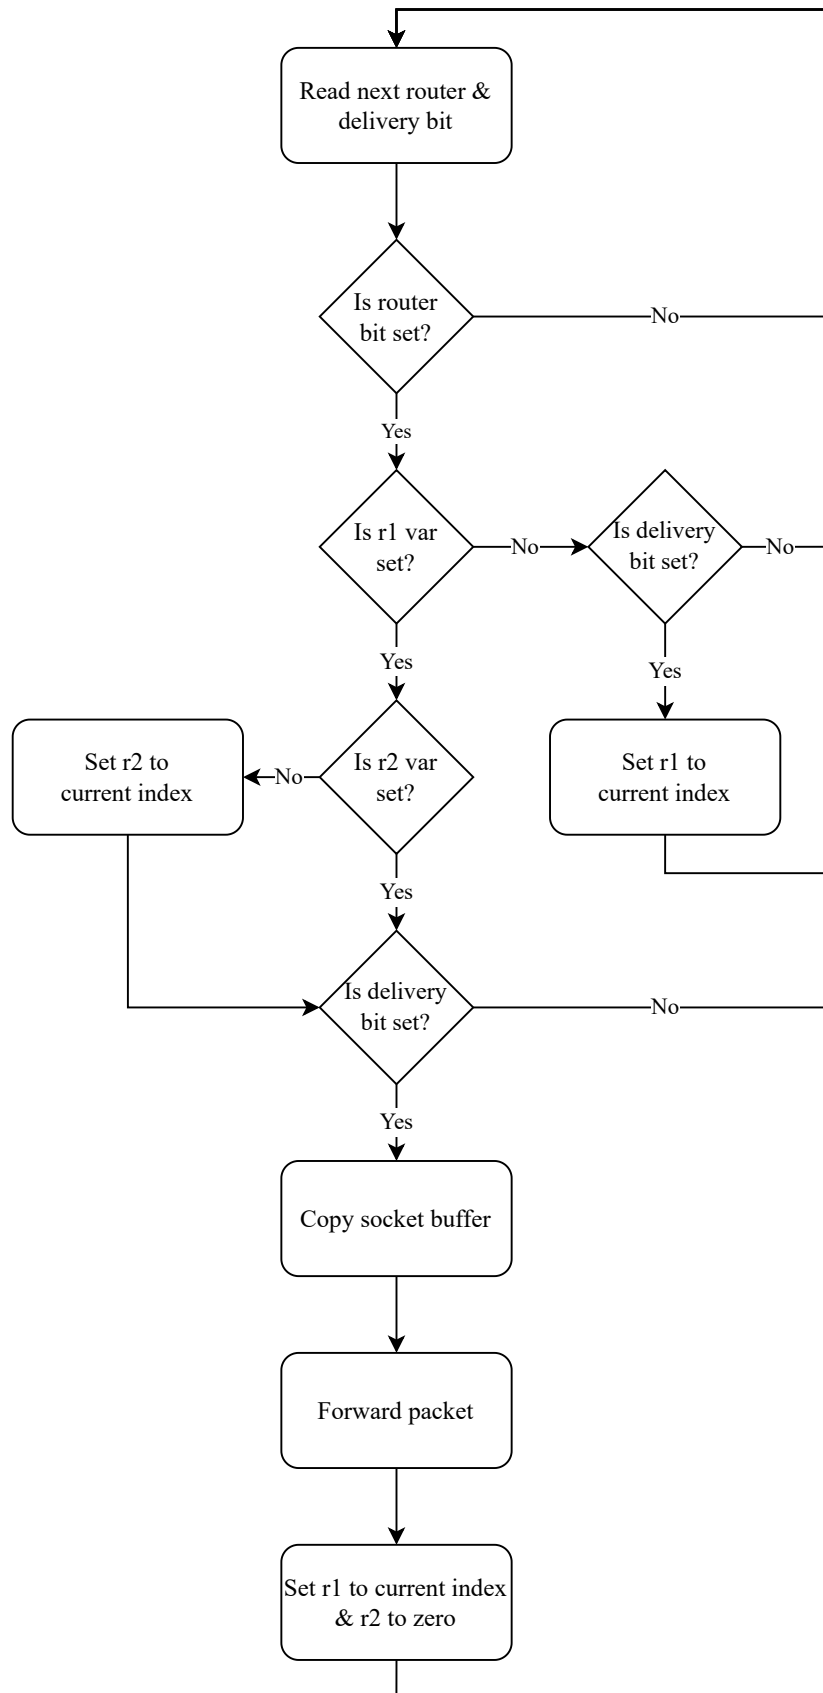 Read next router &
delivery bit
Is router
bit set?
No
Yes
Is r1 var
set?
No
Is delivery
bit set?
No
Yes
Yes
Set r2 to
current index
No
Is r2 var
set?
Set r1 to
current index
Yes
Is delivery
bit set?
No
Yes
Copy socket buffer
Forward packet
Set r1 to current index
& r2 to zero